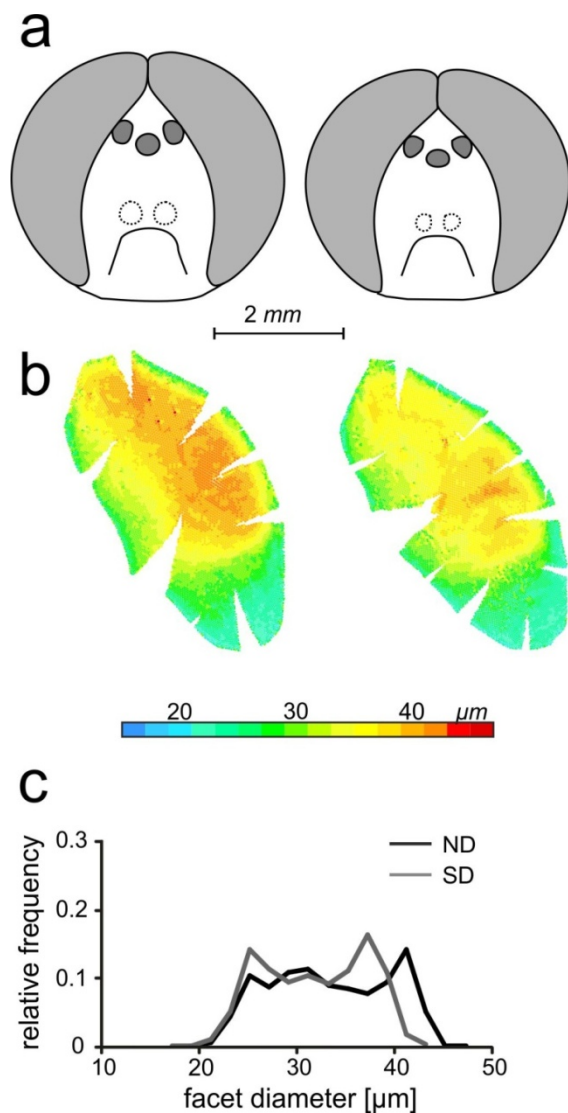 a
2 mm
b
20 30 40 µm
c
0.3
0.2
0.1
0
relative frequency
ND
SD
10 20 30 40 50
facet diameter [µm]